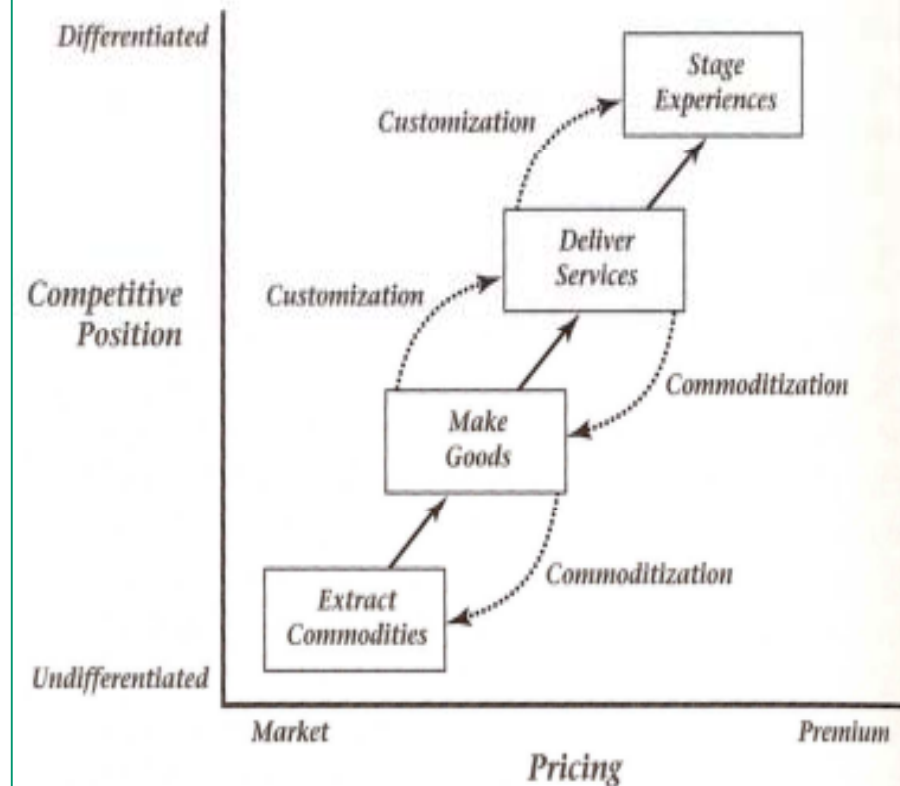 Differentiated
Stage
Experiences
Customization
Deliver
Services
Competitive
Position
Customization
Commoditization
Make
Goods
Commoditization
Extract
Commodities
Undifferentiated
Market
Premium
Pricing